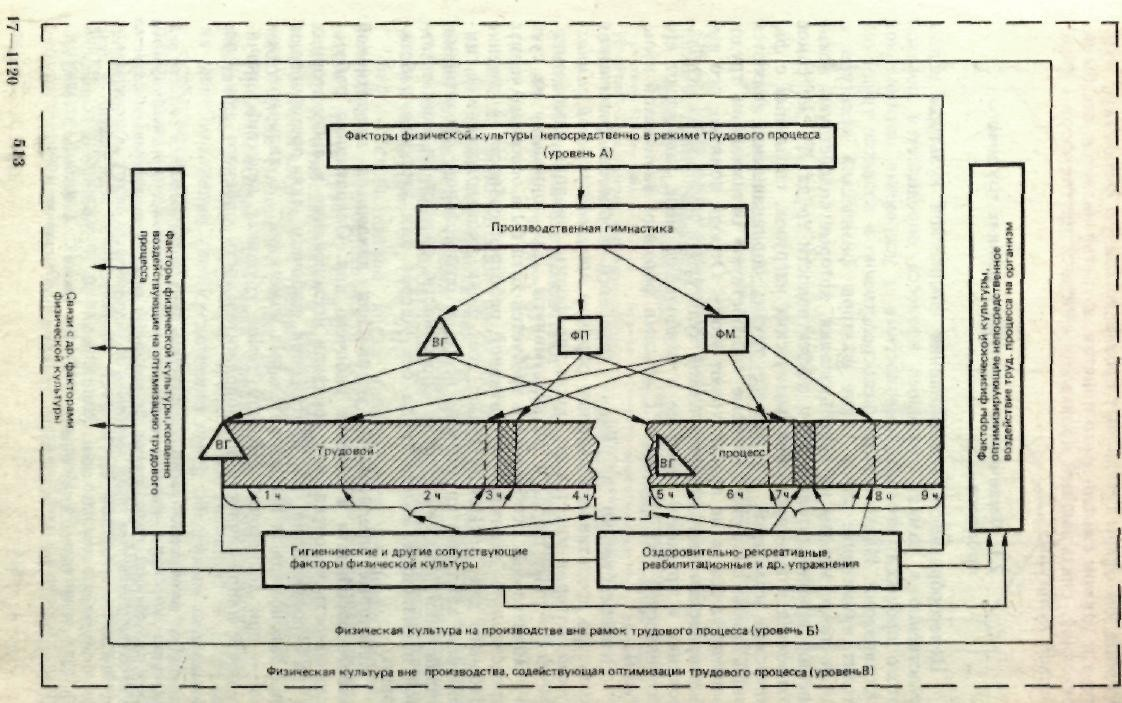 17—1120
513
Факторы физической культуры непосредственно в режиме трудового процесса
(уровень А)
Производственная гимнастика
ВГ
ФП
ФМ
ВГ
Трудовой
ВГ
процесс
1 ч
2 ч
3 ч
4 ч
5 ч
6 ч
7 ч
8 ч
9 ч
Гигиенические и другие сопутствующие
факторы физической культуры
Оздоровительно-рекреативные,
реабилитационные и др. упражнения
Факторы физической культуры, косвенно
воздействующие на оптимизацию трудового
процесса
Связи с др. факторами
физической культуры
Факторы физической культуры,
оптимизирующие непосредственное
воздействие труд. процесса на организм
Физическая культура на производстве вне рамок трудового процесса (уровень Б)
Физическая культура вне производства, содействующая оптимизации трудового процесса (уровеньВ)